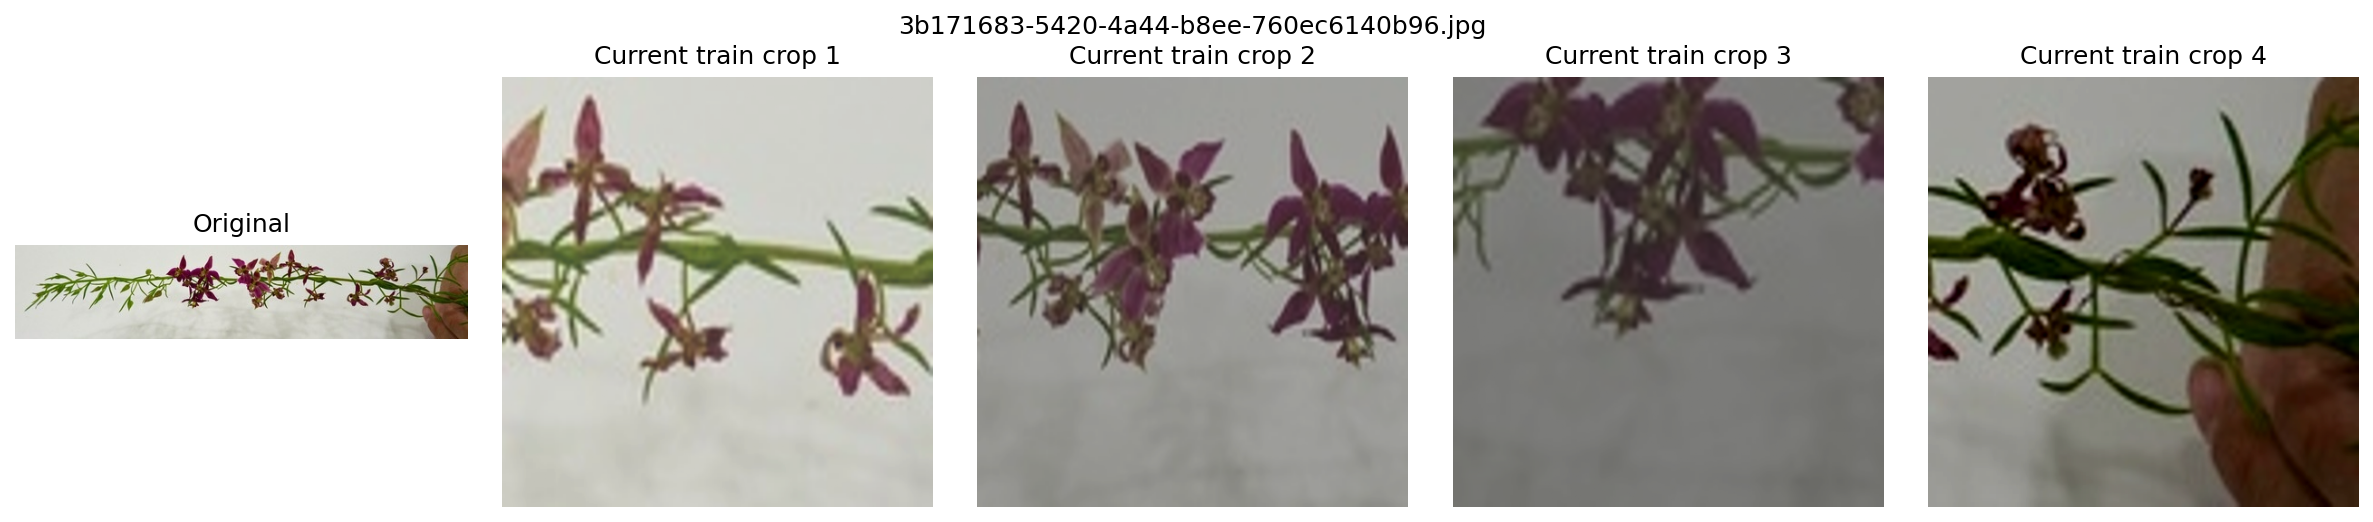 3b171683-5420-4a44-b8ee-760ec6140b96.jpg
Original
Current train crop 1
Current train crop 2
Current train crop 3
Current train crop 4